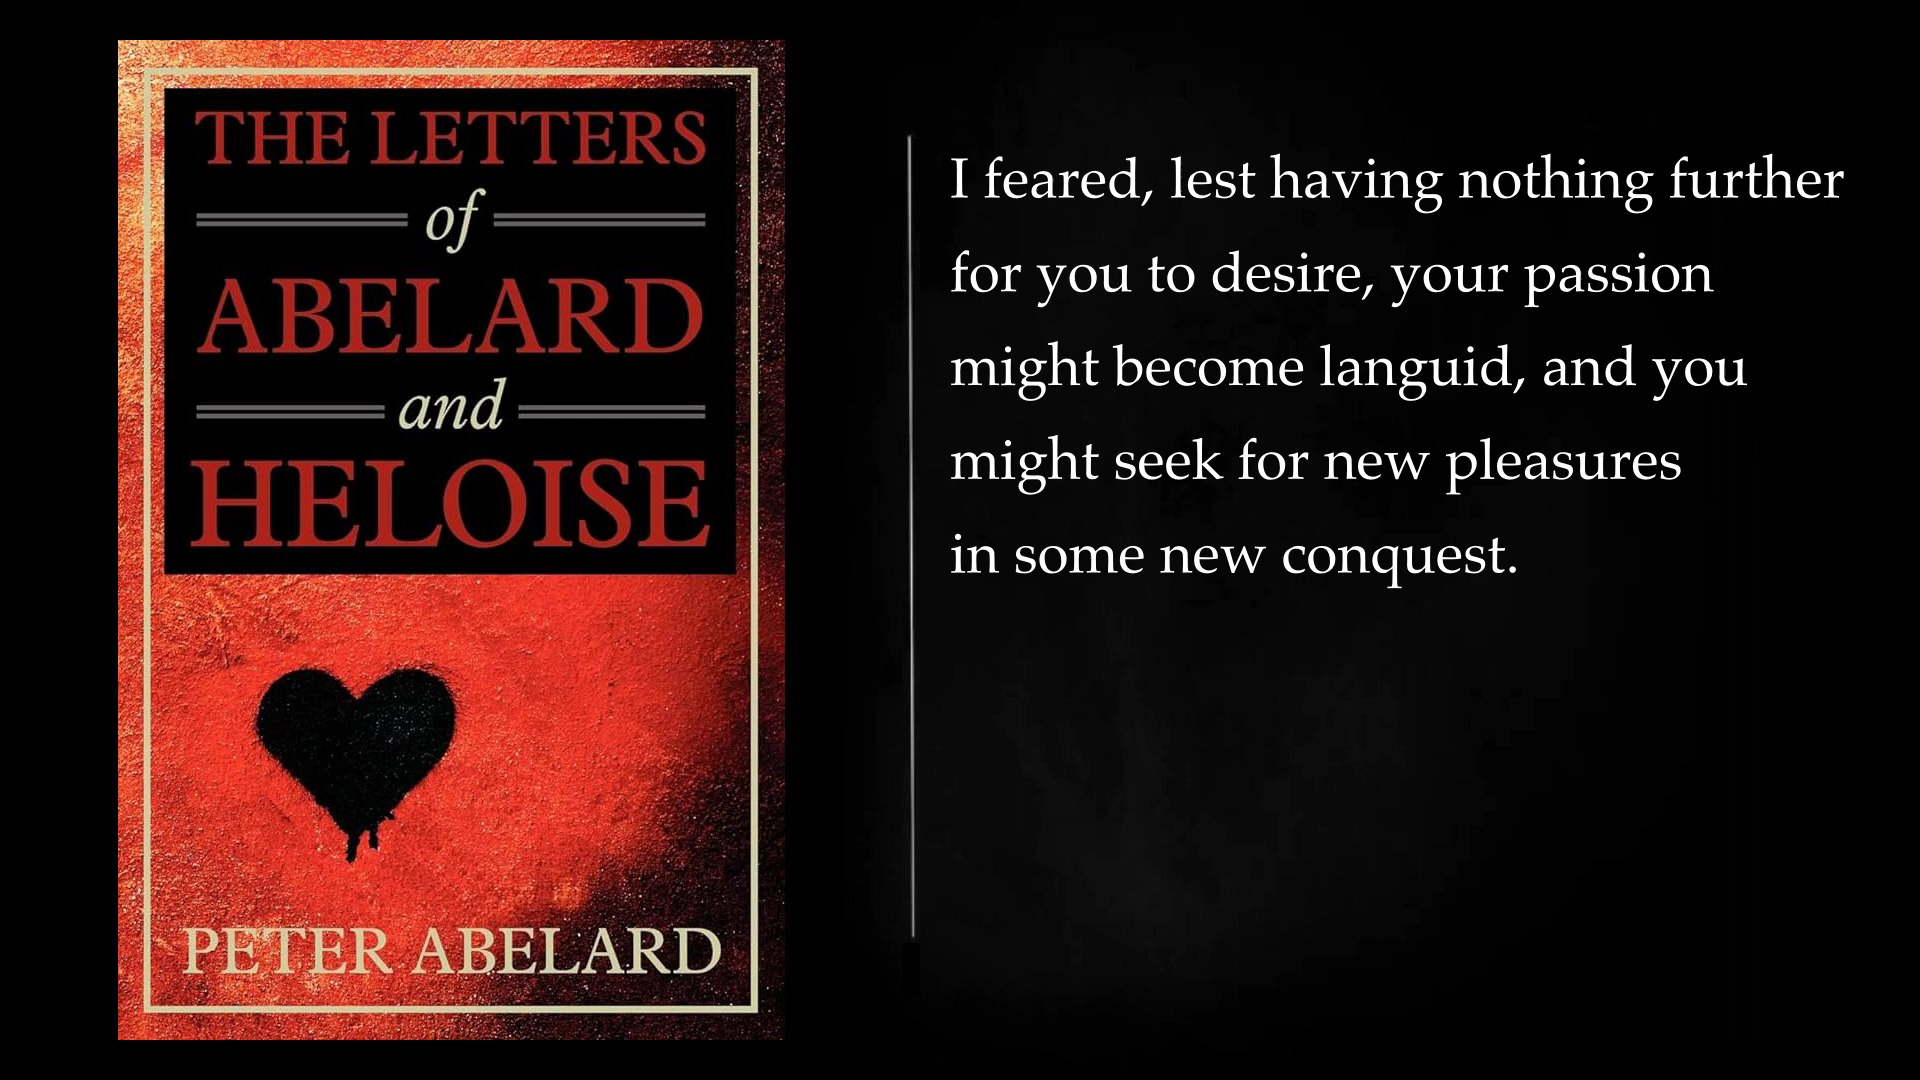 THE LETTERS
of
ABELARD
and
HELOISE
PETER ABELARD
I feared, lest having nothing further
for you to desire, your passion
might become languid, and you
might seek for new pleasures
in some new conquest.